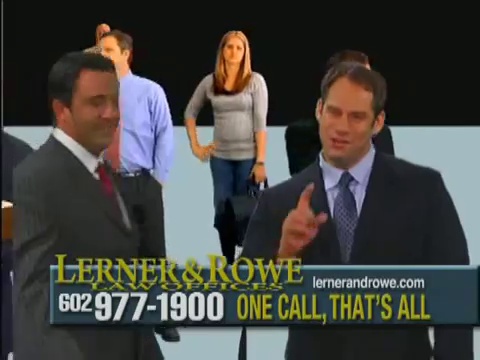 LERNER & ROWE
LAW OFFICES
lernerandrowe.com
602 977-1900 ONE CALL, THAT'S ALL